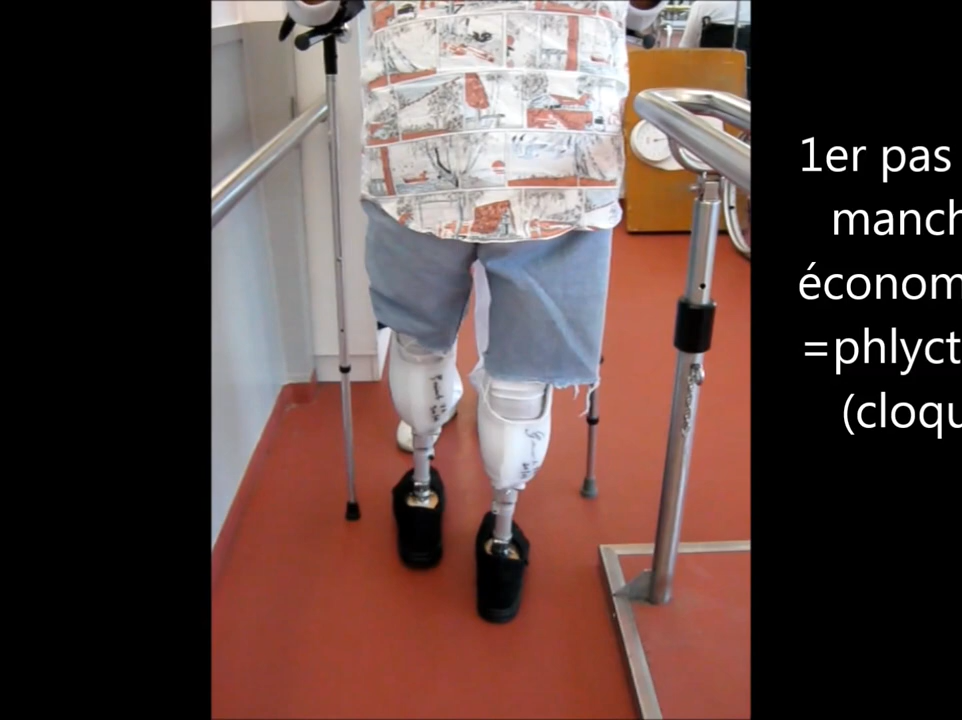 1er pas
manch
économ
=phlyct
(cloqu